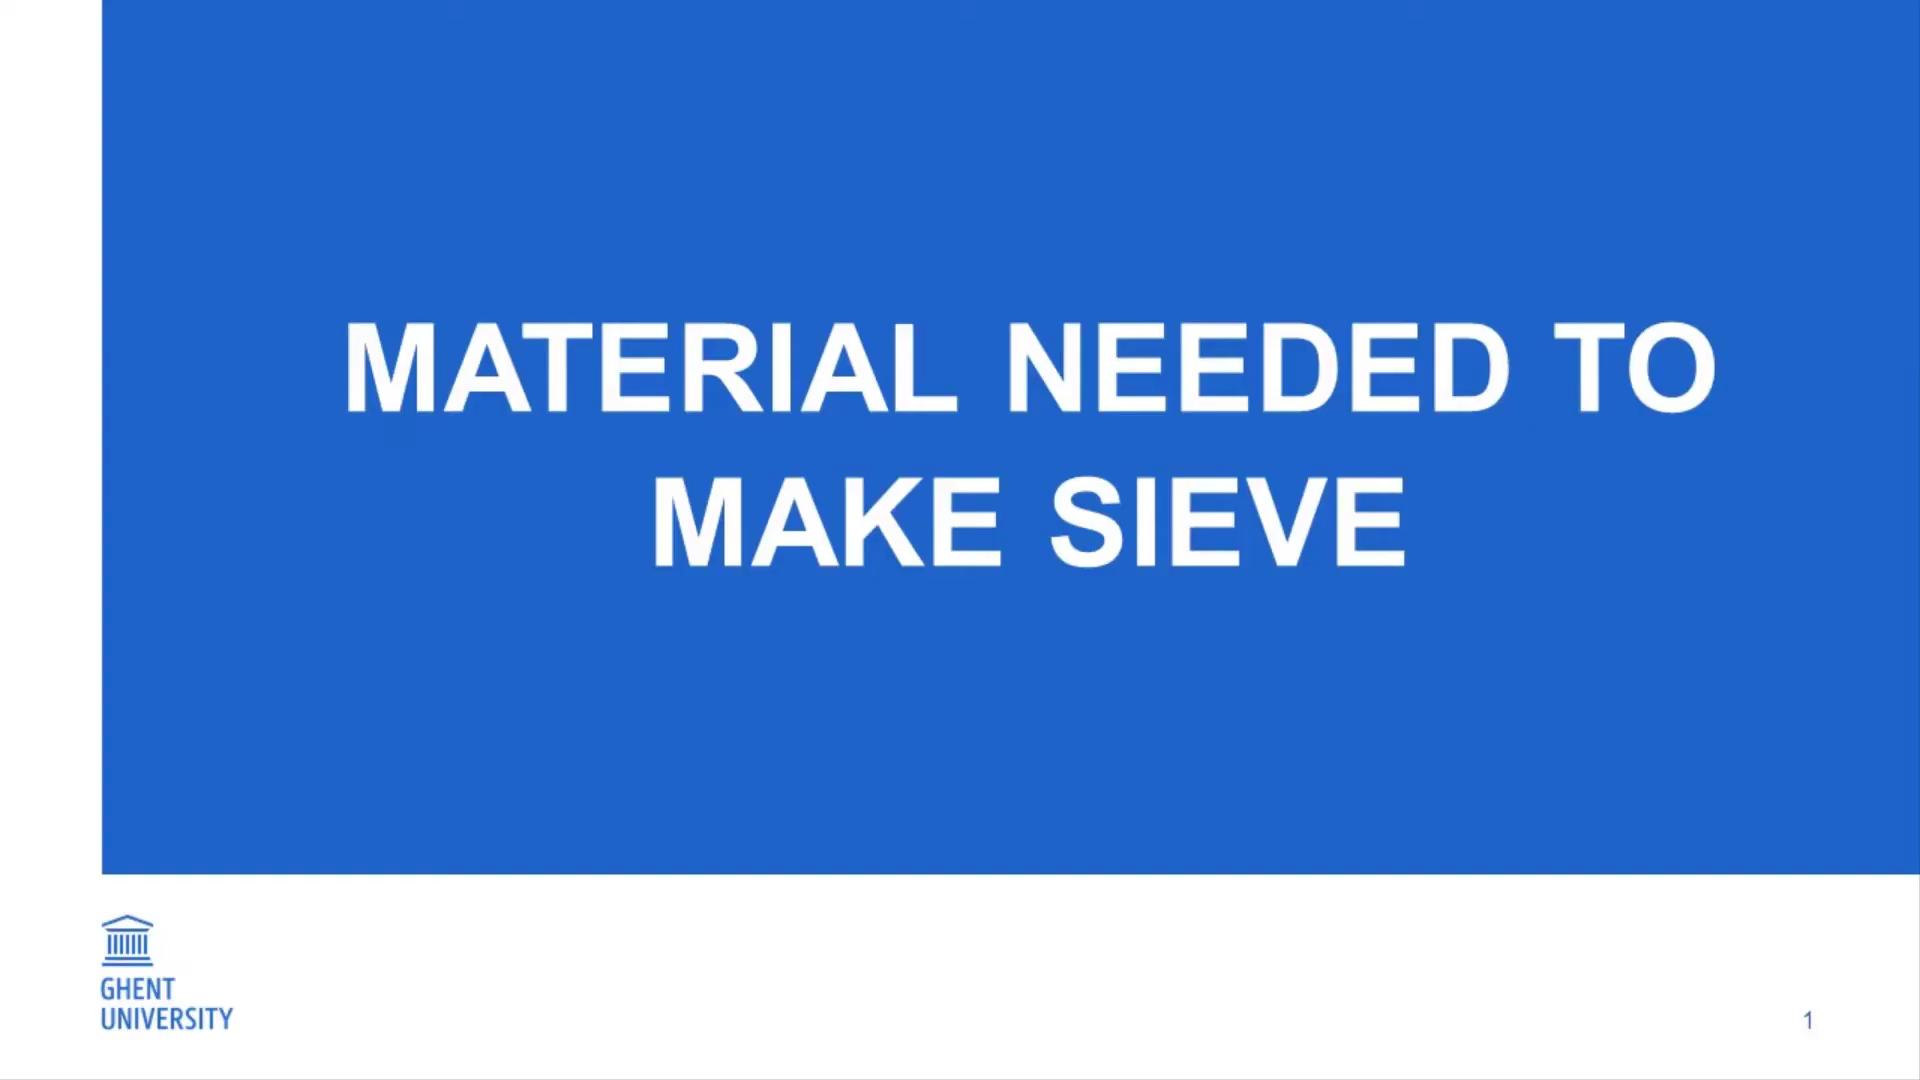 MATERIAL NEEDED TO
MAKE SIEVE
GHENT
UNIVERSITY
1